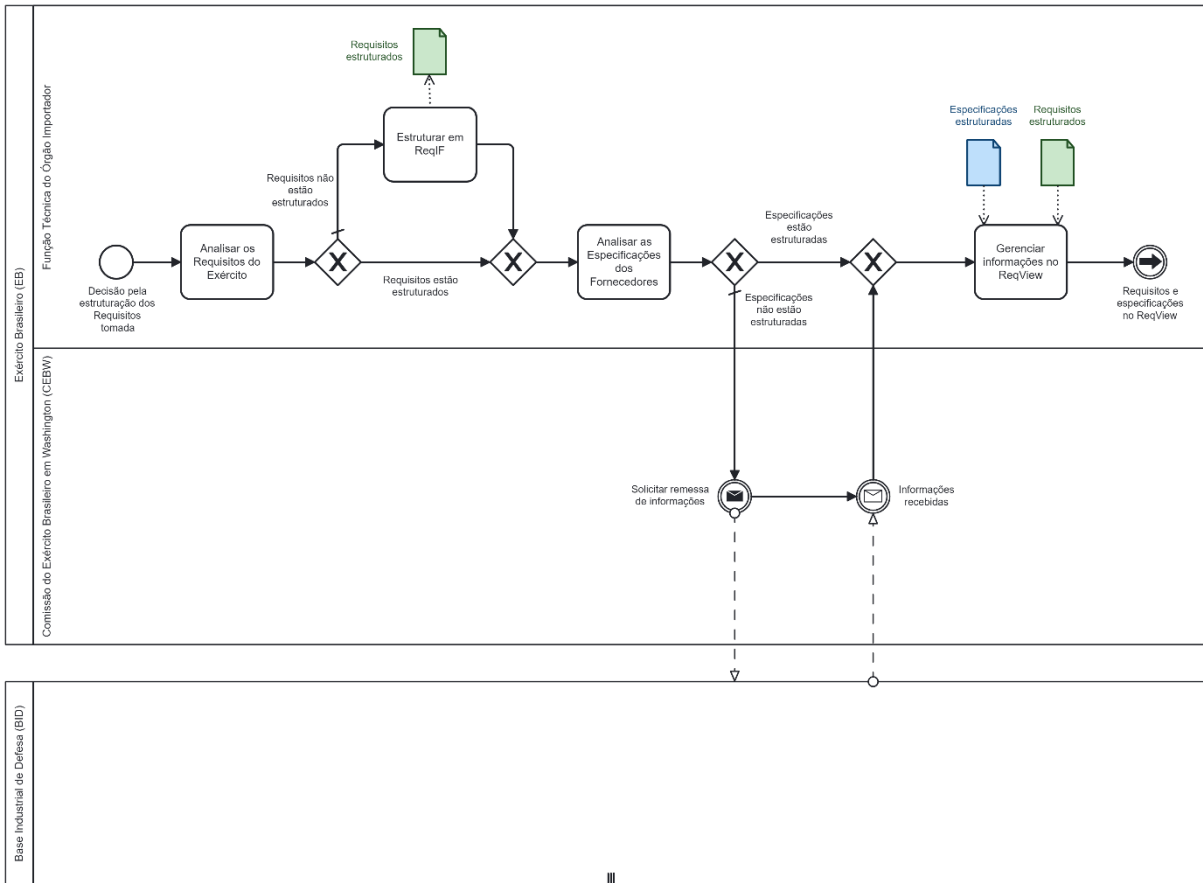 Exército Brasileiro (EB)
Função Técnica do Órgão Importador
Requisitos
estruturados
Estruturar em
ReqIF
Requisitos não
estão
estruturados
Decisão pela
estruturação dos
Requisitos
tomada
Analisar os
Requisitos do
Exército
Requisitos estão
estruturados
Analisar as
Especificações
dos
Fornecedores
Especificações
estão
estruturadas
Especificações
não estão
estruturadas
Especificações
estruturadas
Requisitos
estruturados
Gerenciar
informações no
ReqView
Requisitos e
especificações
no ReqView
Comissão do Exército Brasileiro em Washington (CEBW)
Solicitar remessa
de informações
Informações
recebidas
Base Industrial de Defesa (BID)